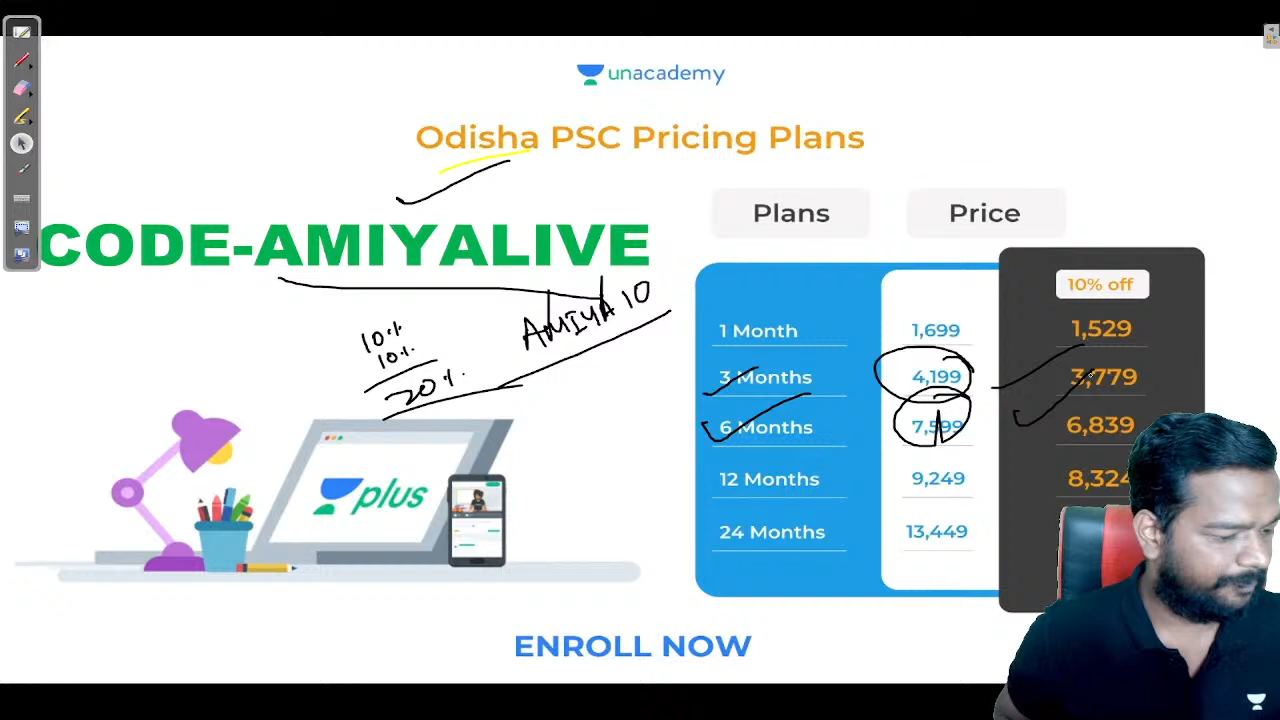 unacademy
Odisha PSC Pricing Plans
Plans Price
CODE-AMIYALIVE
10% off
AMIYA 10
10%
10%
20%
1 Month 1,699 1,529
3 Months 4,199 3,779
6 Months 7,599 6,839
12 Months 9,249 8,324
24 Months 13,449
plus
ENROLL NOW